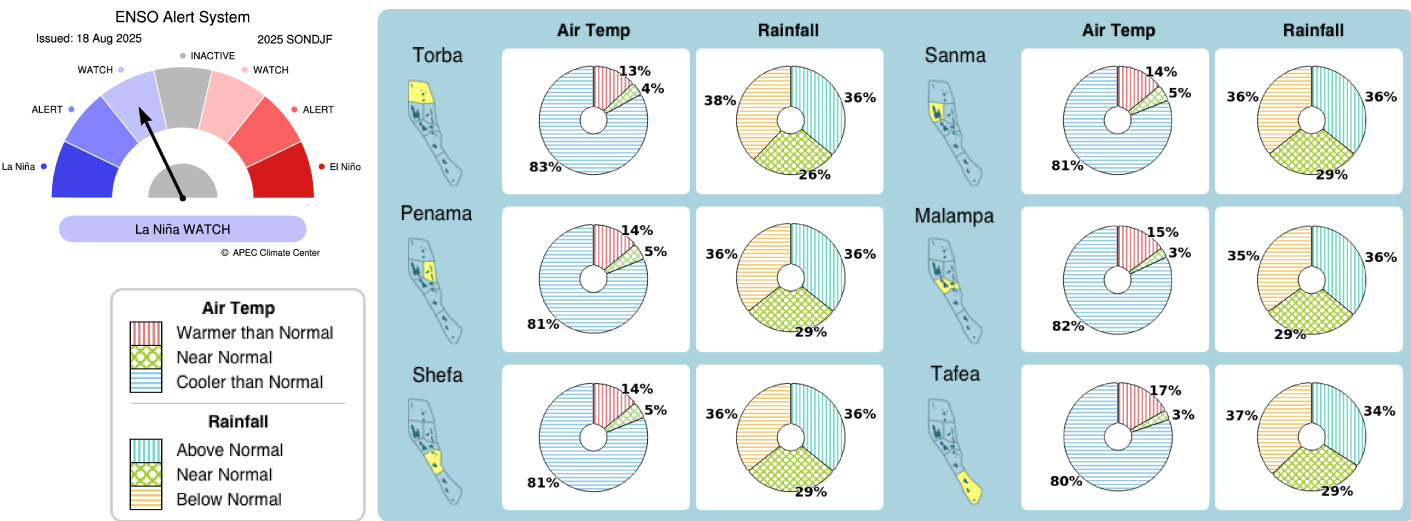 ENSO Alert System
Issued: 18 Aug 2025
2025 SONDJF
INACTIVE
WATCH
WATCH
ALERT
ALERT
La Niña
El Niño
La Niña WATCH
© APEC Climate Center
Air Temp
Warmer than Normal
Near Normal
Cooler than Normal
Rainfall
Above Normal
Near Normal
Below Normal
Air Temp
Rainfall
Air Temp
Rainfall
Torba
13%
4%
83%
38%
36%
26%
Sanma
14%
5%
81%
36%
36%
29%
Penama
14%
5%
81%
36%
36%
29%
Malampa
15%
3%
82%
35%
36%
29%
Shefa
14%
5%
81%
36%
36%
29%
Tafea
17%
3%
80%
37%
34%
29%